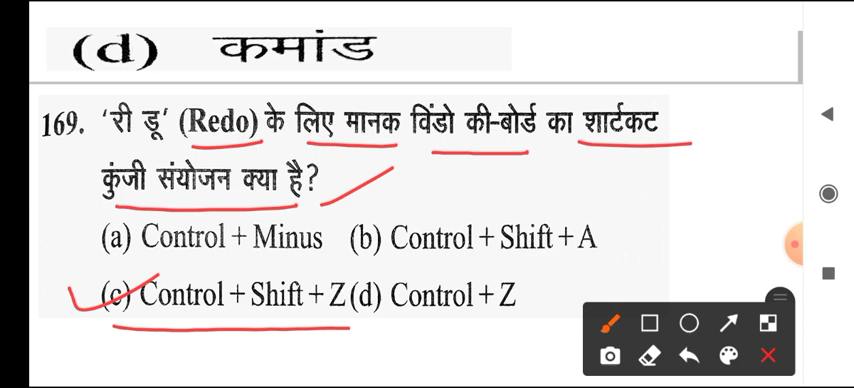 (d) कमांड
169. 'री डू' (Redo) के लिए मानक विंडो की-बोर्ड का शार्टकट
कुंजी संयोजन क्या है?
(a) Control + Minus (b) Control + Shift + A
(c) Control + Shift + Z (d) Control + Z